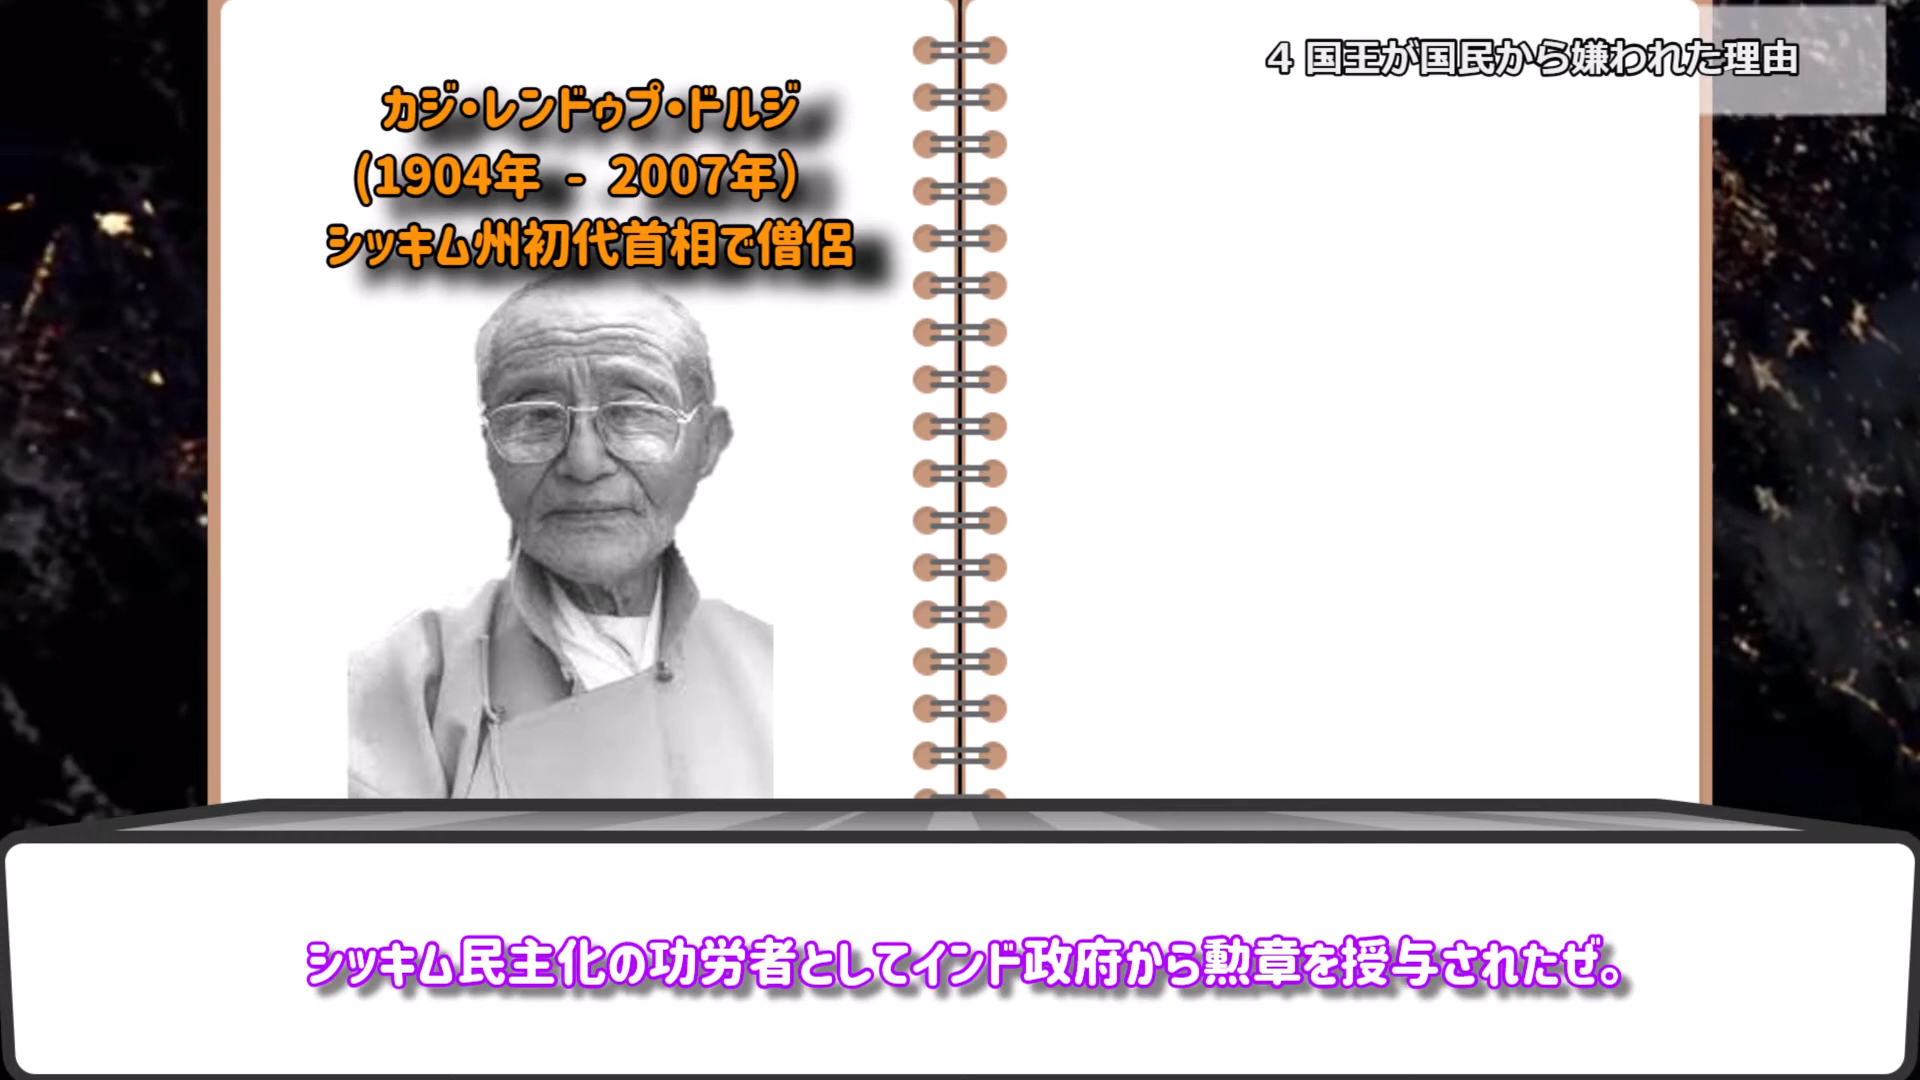 4 国王が国民から嫌われた理由
カジ・レンドゥプ・ドルジ
(1904年 - 2007年)
シッキム州初代首相で僧侶
シッキム民主化の功労者としてインド政府から勲章を授与されたぜ。